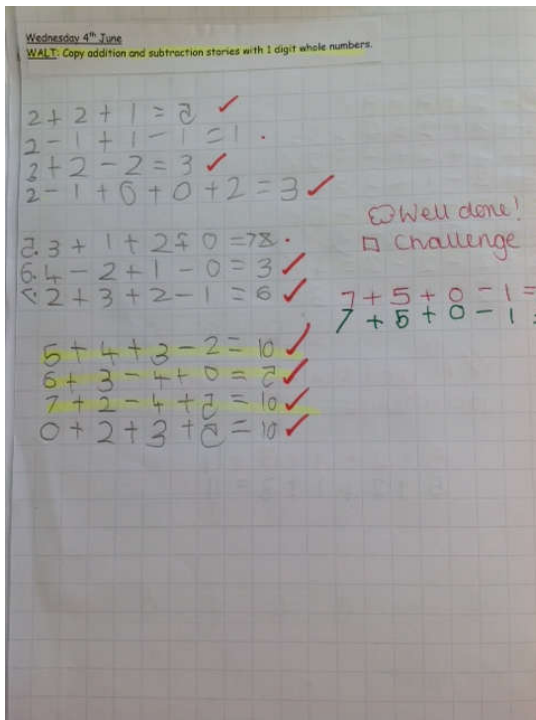 Wednesday 4th June
WALT: Copy addition and subtraction stories with 1 digit whole numbers.
2 + 2 + 1 = 5
2 - 1 + 1 - 1 = 1
3 + 2 - 2 = 3
2 - 1 + 0 + 0 + 2 = 3
Well done!
Challenge
5. 3 + 1 + 2 + 0 = 78
6. 4 - 2 + 1 - 0 = 3
2 + 3 + 2 - 1 = 6
7 + 5 + 0 - 1 =
7 + 5 + 0 - 1 =
5 + 4 + 3 - 2 = 10
6 + 3 - 4 + 0 = 5
7 + 2 - 4 + 5 = 10
0 + 2 + 3 + 5 = 10